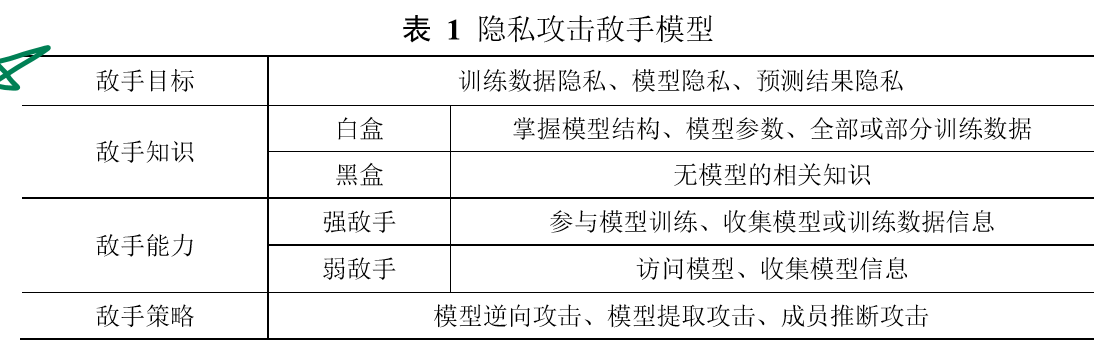 表 1 隐私攻击敌手模型
敌手目标 训练数据隐私、模型隐私、预测结果隐私
敌手知识 白盒 掌握模型结构、模型参数、全部或部分训练数据
黑盒 无模型的相关知识
敌手能力 强敌手 参与模型训练、收集模型或训练数据信息
弱敌手 访问模型、收集模型信息
敌手策略 模型逆向攻击、模型提取攻击、成员推断攻击